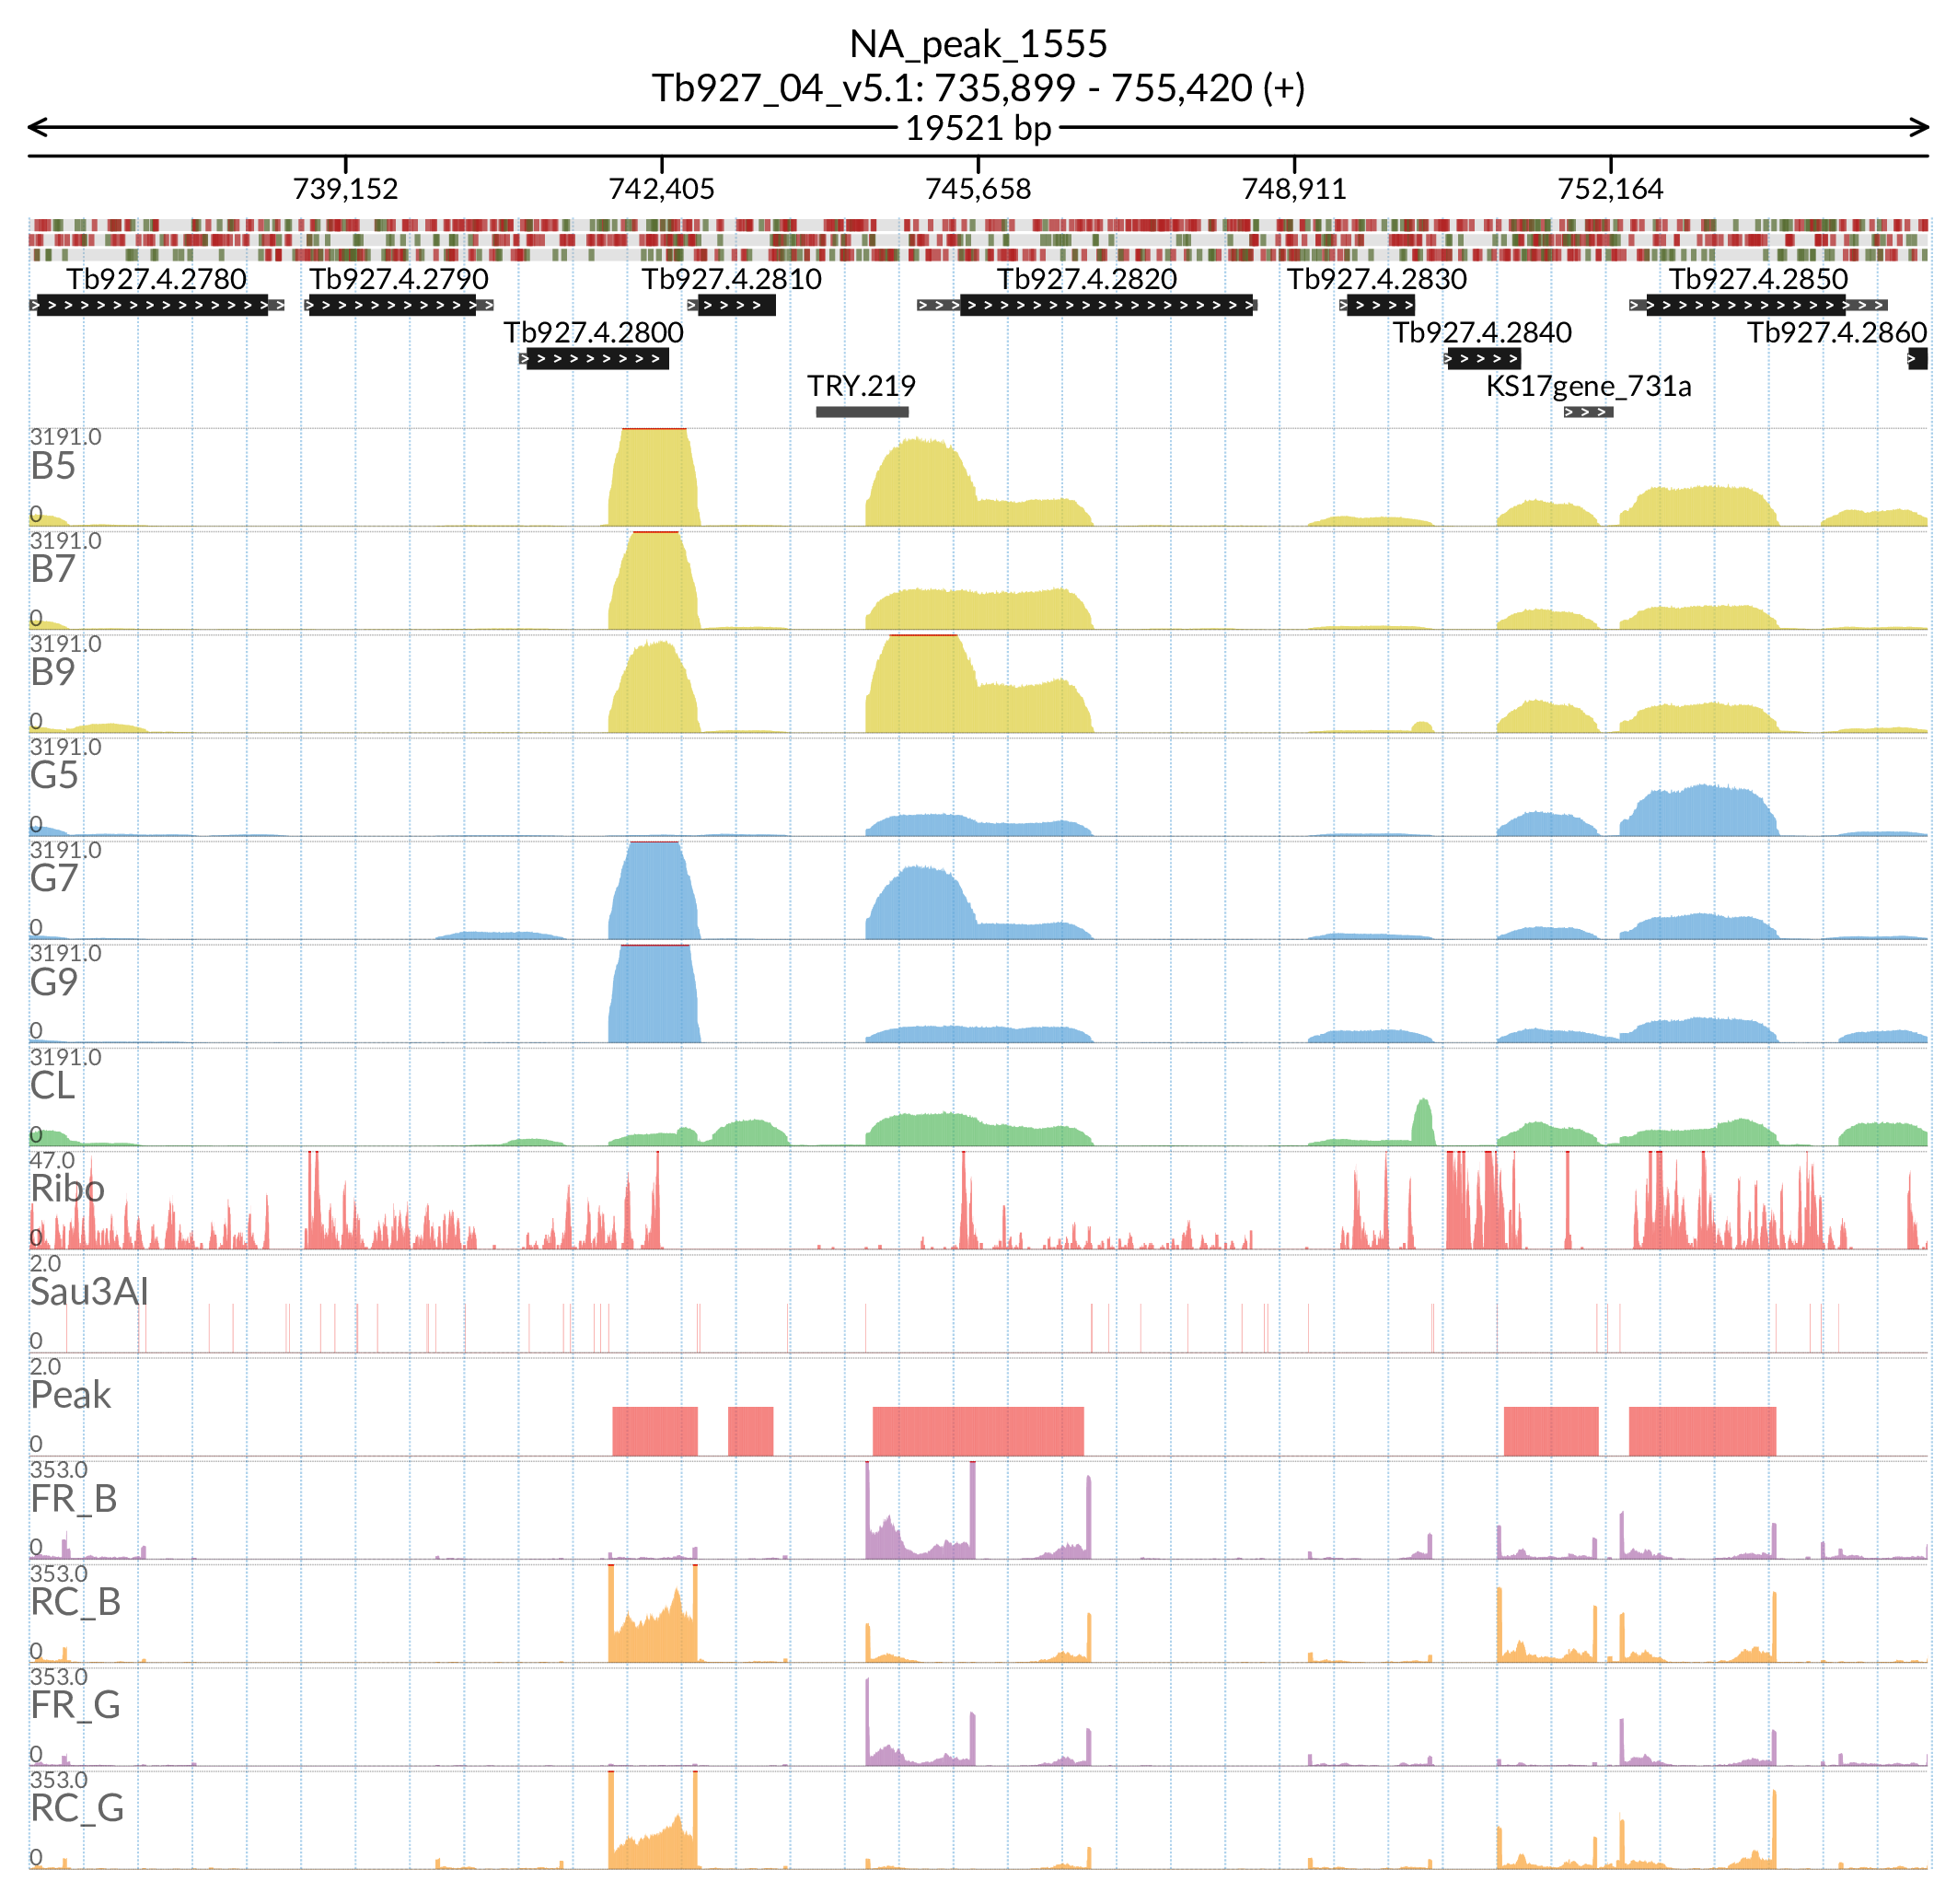 NA_peak_1555
Tb927_04_v5.1: 735,899 - 755,420 (+)
19521 bp
739,152 742,405 745,658 748,911 752,164
Tb927.4.2780 Tb927.4.2790 Tb927.4.2810 Tb927.4.2820 Tb927.4.2830 Tb927.4.2850
Tb927.4.2800 Tb927.4.2840 Tb927.4.2860
TRY.219 KS17gene_731a
3191.0
B5
0
3191.0
B7
0
3191.0
B9
0
3191.0
G5
0
3191.0
G7
0
3191.0
G9
0
3191.0
CL
0
47.0
Ribo
0
2.0
Sau3AI
0
2.0
Peak
0
353.0
FR_B
0
353.0
RC_B
0
353.0
FR_G
0
353.0
RC_G
0